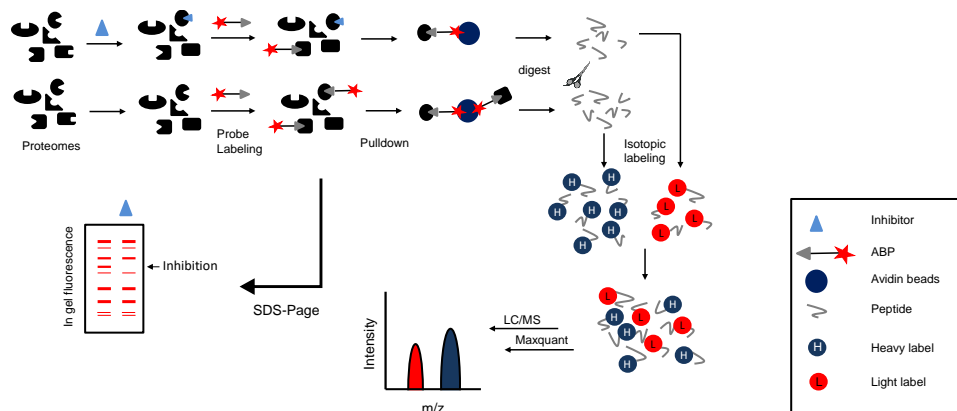 digest
Proteomes
Probe
Labeling
Pulldown
Isotopic
labeling
H
H
H
H
H
H
H
H
L
L
L
L
In gel fluorescence
Inhibition
SDS-Page
L
H
H
L
L
H
L
H
H
LC/MS
Maxquant
Intensity
m/z
Inhibitor
ABP
Avidin beads
Peptide
H Heavy label
L Light label